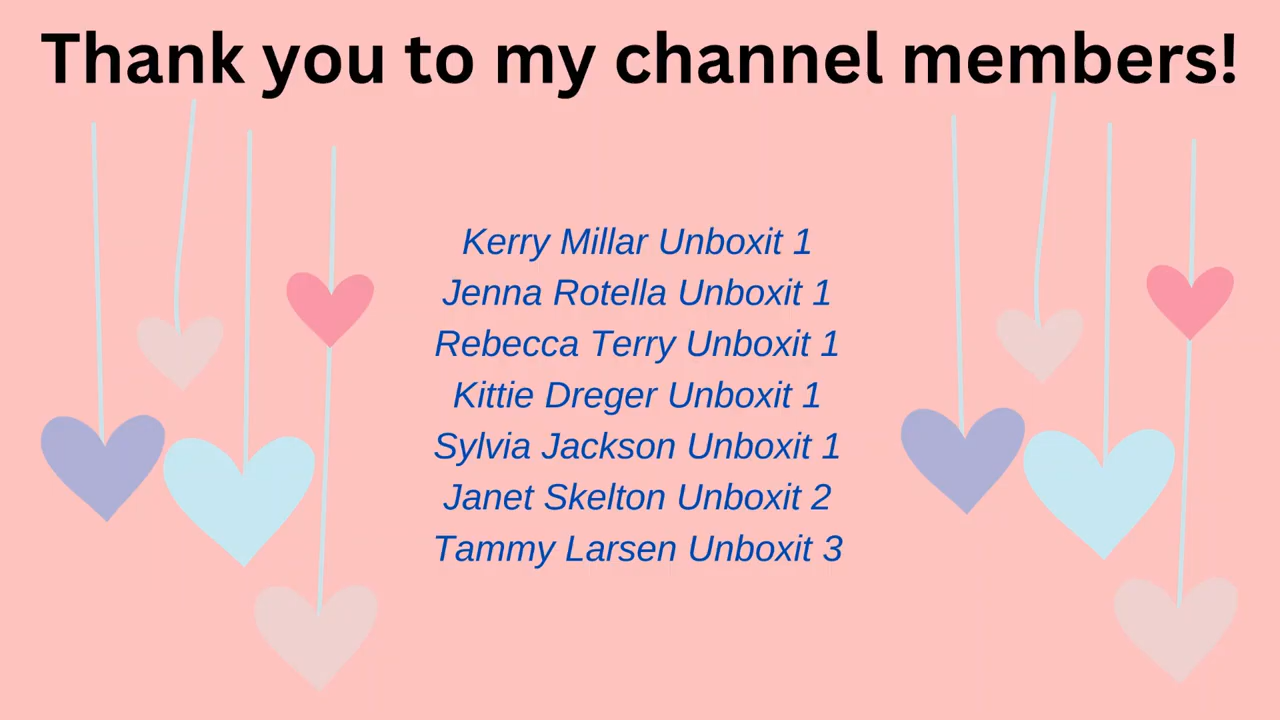 Thank you to my channel members!
Kerry Millar Unboxit 1
Jenna Rotella Unboxit 1
Rebecca Terry Unboxit 1
Kittie Dreger Unboxit 1
Sylvia Jackson Unboxit 1
Janet Skelton Unboxit 2
Tammy Larsen Unboxit 3